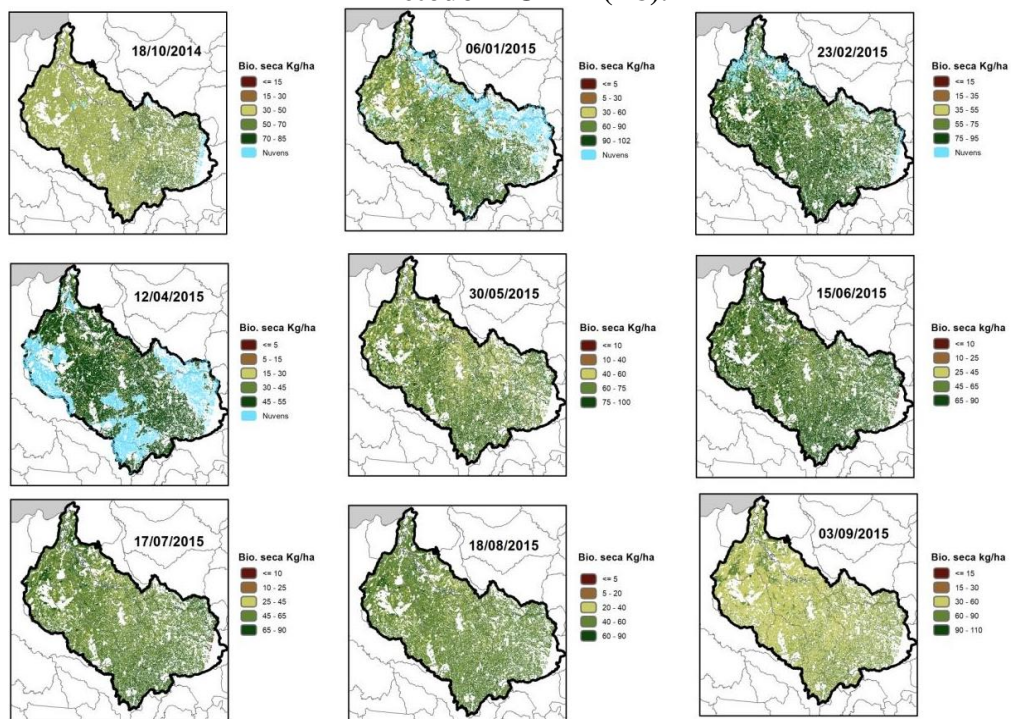 18/10/2014
Bio. seca Kg/ha
<= 15
15 - 30
30 - 50
50 - 70
70 - 85
Nuvens
06/01/2015
Bio. seca Kg/ha
<= 5
5 - 30
30 - 60
60 - 90
90 - 102
Nuvens
23/02/2015
Bio. seca Kg/ha
<= 15
15 - 35
35 - 55
55 - 75
75 - 95
Nuvens
12/04/2015
Bio. seca Kg/ha
<= 5
5 - 15
15 - 30
30 - 45
45 - 55
Nuvens
30/05/2015
Bio. seca Kg/ha
<= 10
10 - 40
40 - 60
60 - 75
75 - 100
15/06/2015
Bio. seca Kg/ha
<= 10
10 - 25
25 - 45
45 - 65
65 - 90
17/07/2015
Bio. seca Kg/ha
<= 10
10 - 25
25 - 45
45 - 65
65 - 90
18/08/2015
Bio. seca Kg/ha
<= 5
5 - 20
20 - 40
40 - 60
60 - 90
03/09/2015
Bio. seca kg/ha
<= 15
15 - 30
30 - 60
60 - 90
90 - 110